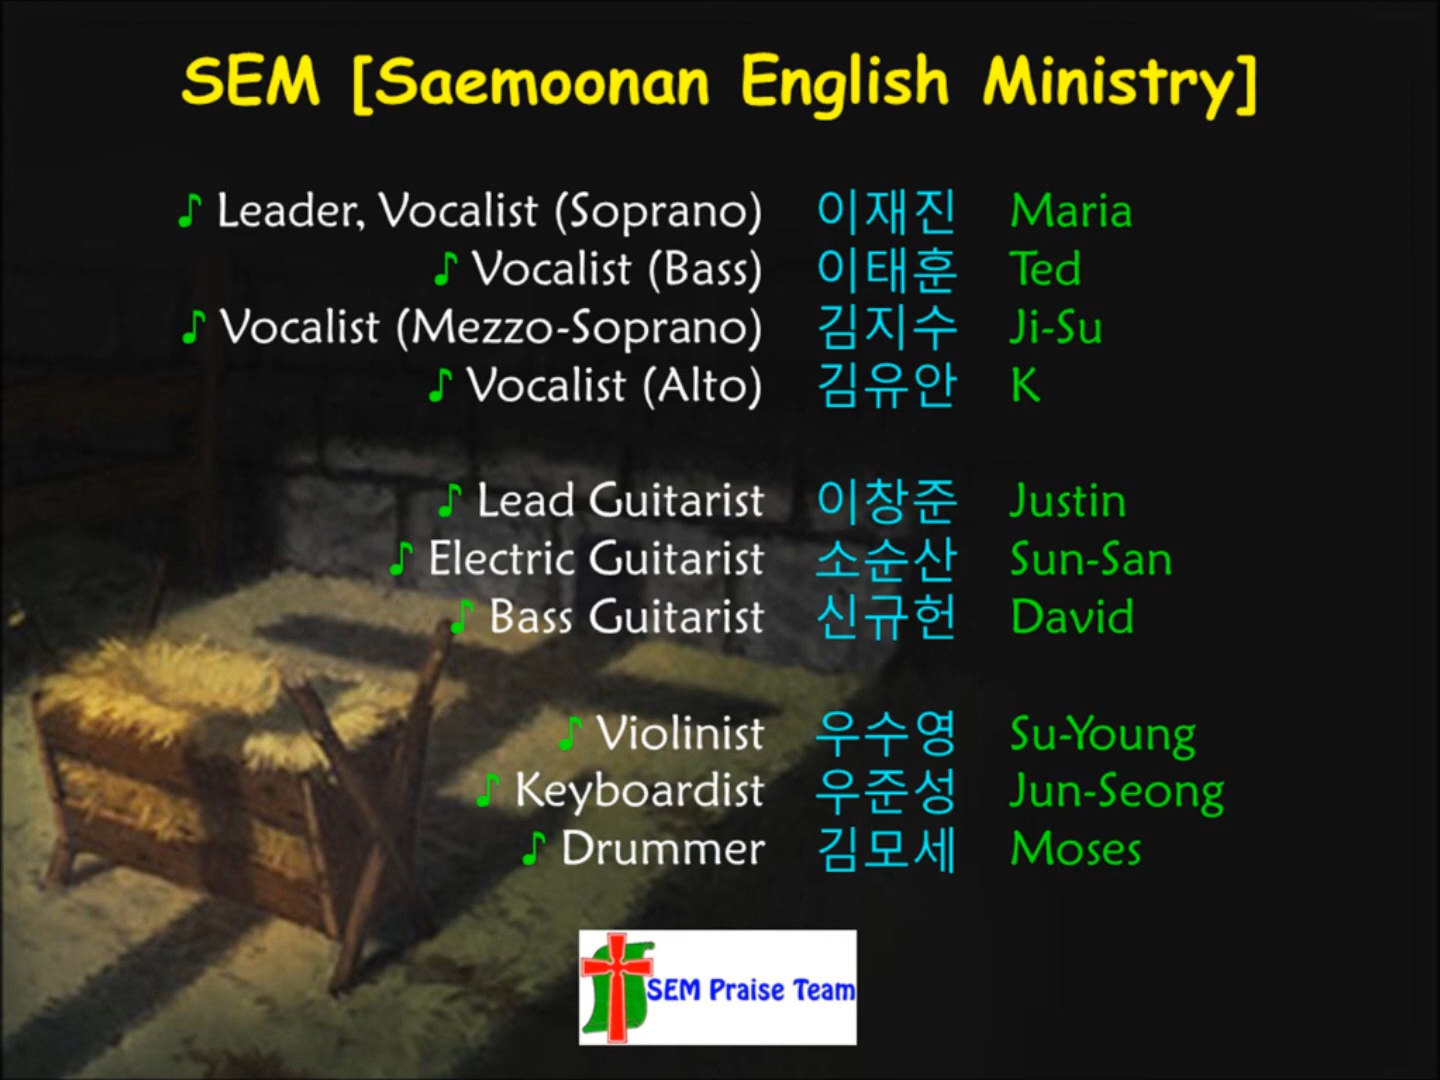 SEM [Saemoonan English Ministry]
♪ Leader, Vocalist (Soprano) 이재진 Maria
♪ Vocalist (Bass) 이태훈 Ted
♪ Vocalist (Mezzo-Soprano) 김지수 Ji-Su
♪ Vocalist (Alto) 김유안 K
♪ Lead Guitarist 이창준 Justin
♪ Electric Guitarist 소순산 Sun-San
♪ Bass Guitarist 신규헌 David
♪ Violinist 우수영 Su-Young
♪ Keyboardist 우준성 Jun-Seong
♪ Drummer 김모세 Moses
SEM Praise Team